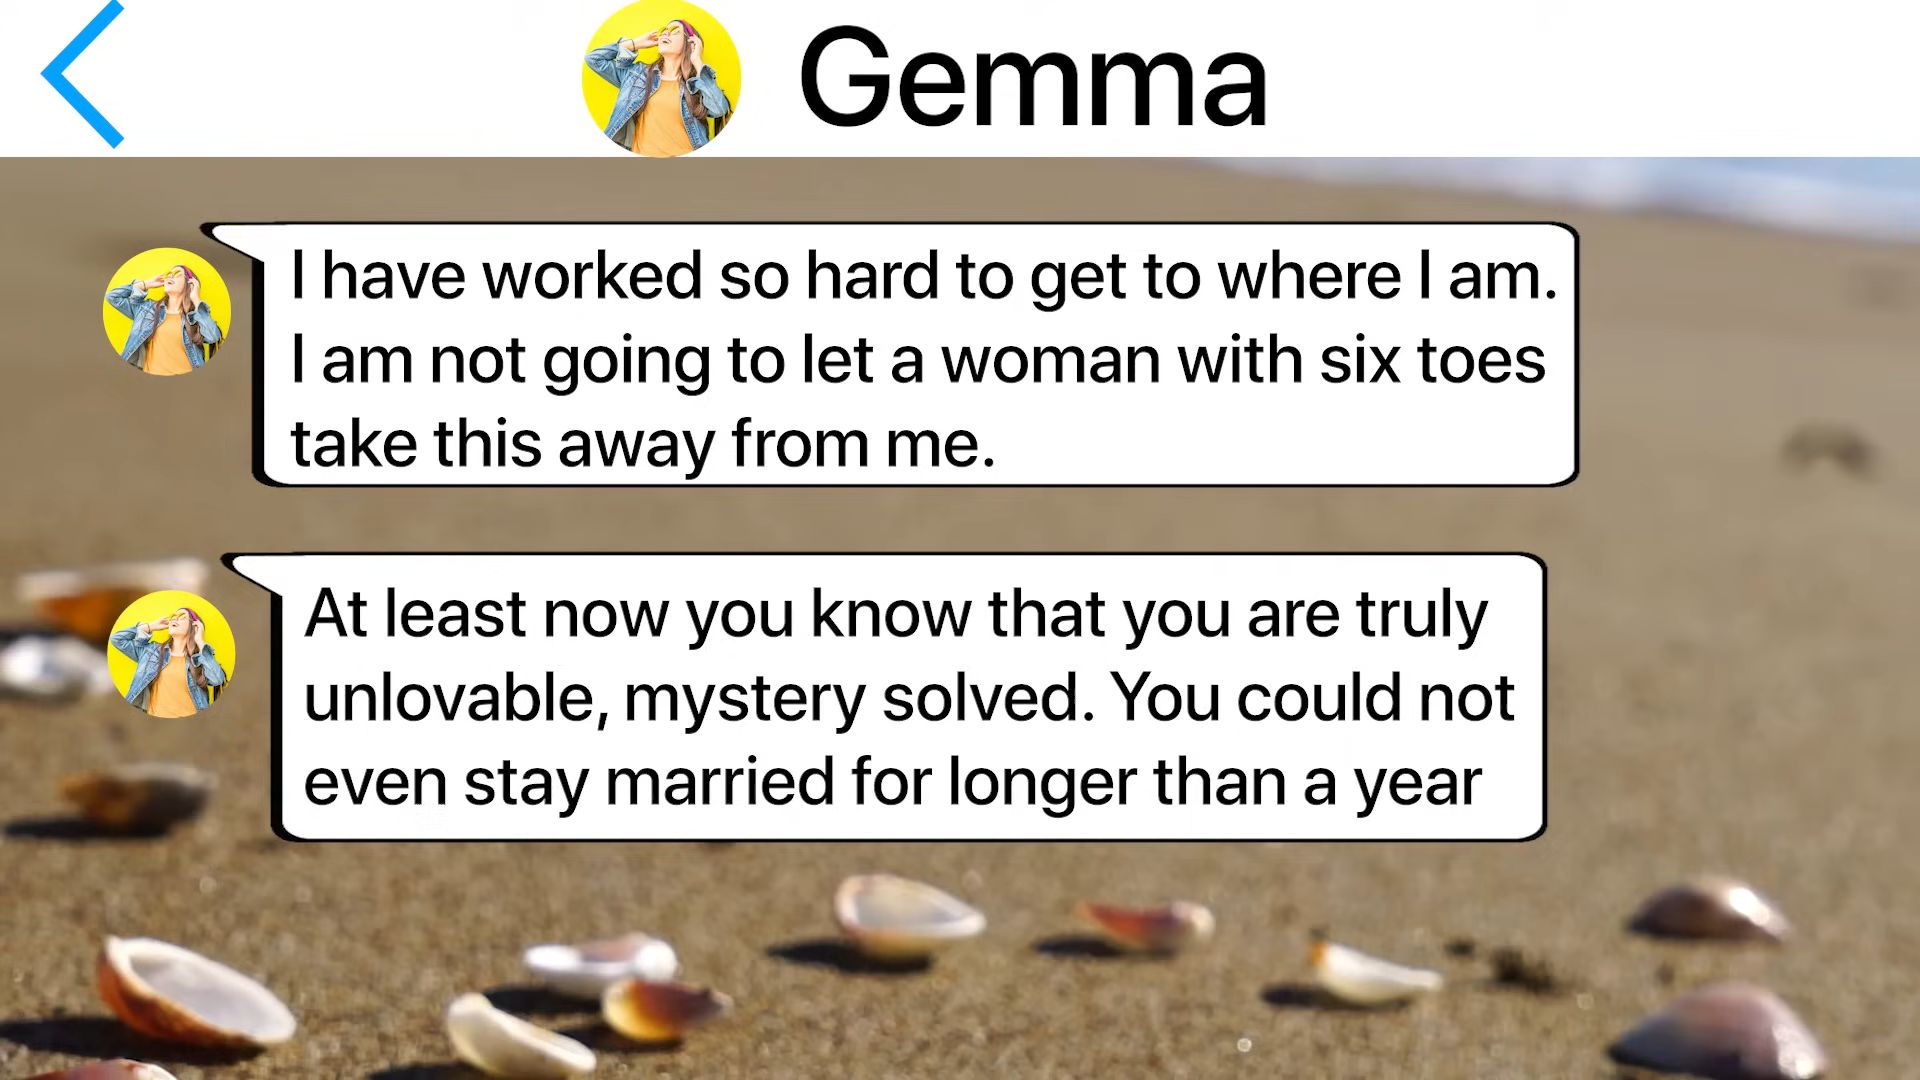 Gemma
I have worked so hard to get to where I am.
I am not going to let a woman with six toes
take this away from me.
At least now you know that you are truly
unlovable, mystery solved. You could not
even stay married for longer than a year